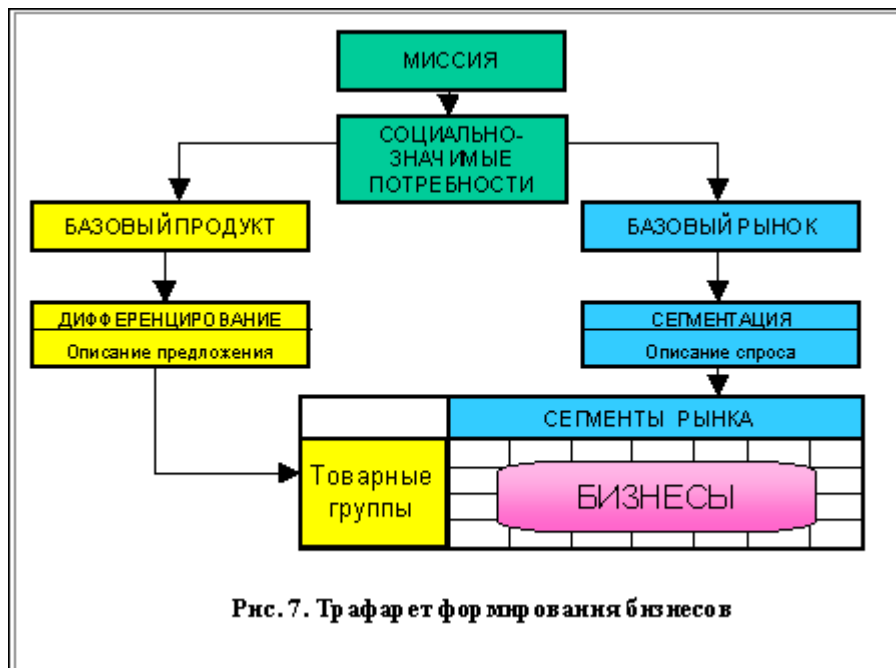 МИССИЯ
СОЦИАЛЬНО-
ЗНАЧИМЫЕ
ПОТРЕБНОСТИ
БАЗОВЫЙ ПРОДУКТ
БАЗОВЫЙ РЫНОК
ДИФФЕРЕНЦИРОВАНИЕ
Описание предложения
СЕГМЕНТАЦИЯ
Описание спроса
СЕГМЕНТЫ РЫНКА
Товарные
группы
БИЗНЕСЫ
Рис. 7. Трафарет формирования бизнесов